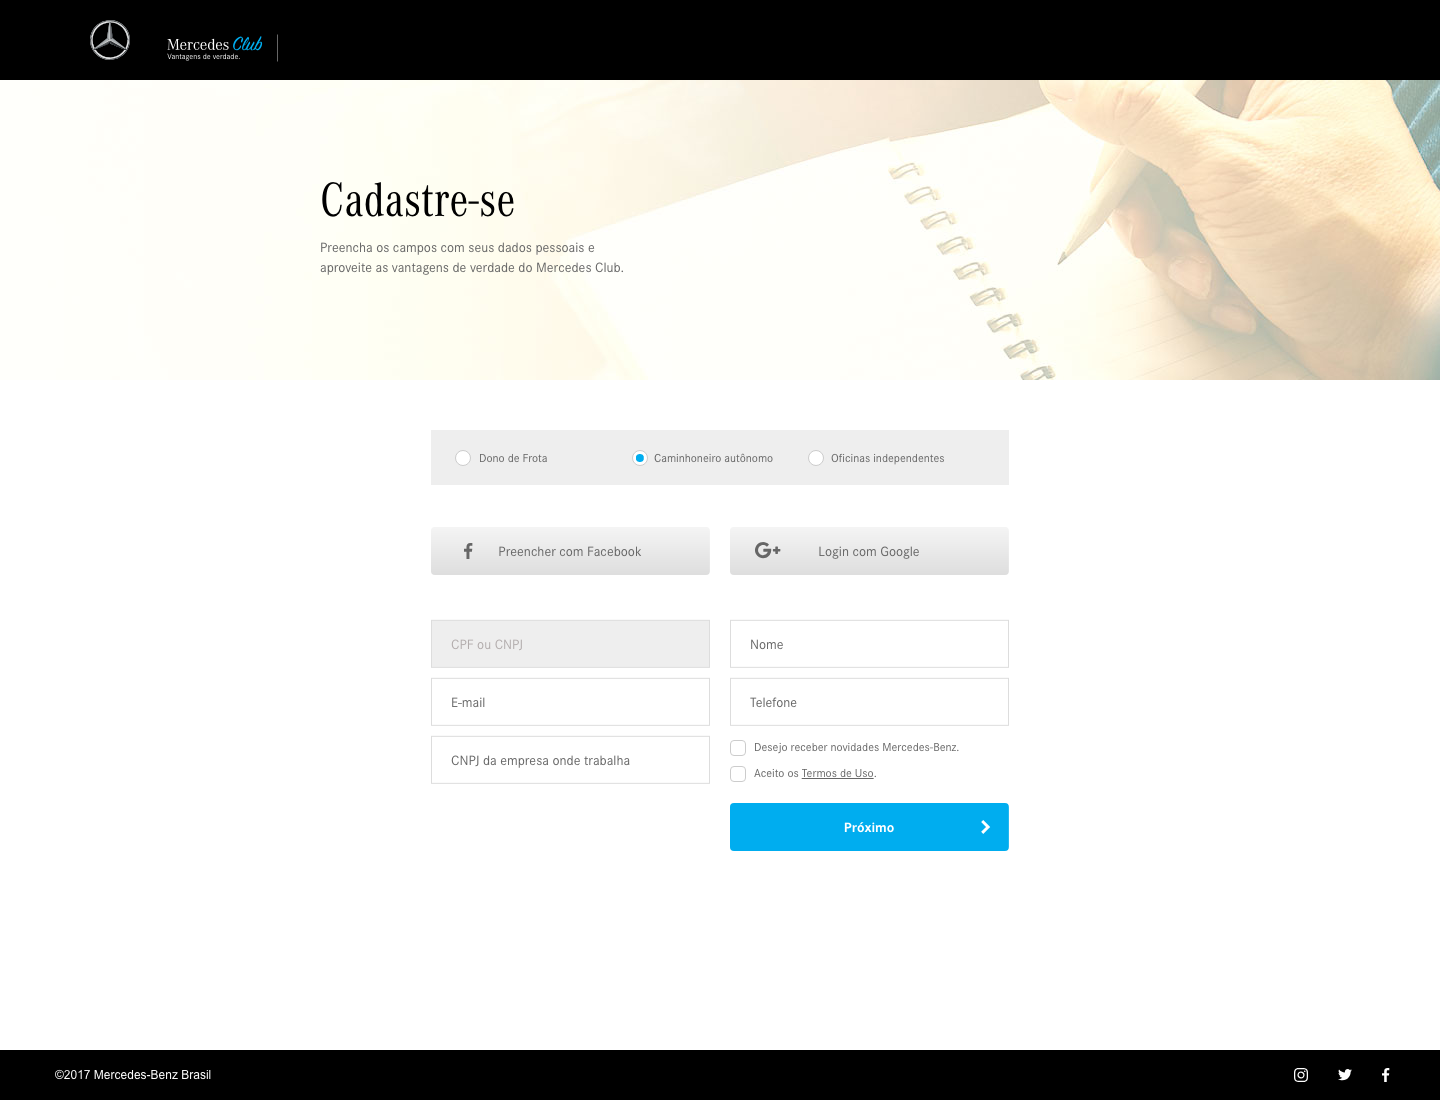 Mercedes Club
Vantagens de verdade.
Cadastre-se
Preencha os campos com seus dados pessoais e
aproveite as vantagens de verdade do Mercedes Club.
Dono de Frota
Caminhoneiro autônomo
Oficinas independentes
Preencher com Facebook
G+ Login com Google
CPF ou CNPJ
Nome
E-mail
Telefone
CNPJ da empresa onde trabalha
Desejo receber novidades Mercedes-Benz.
Aceito os Termos de Uso.
Próximo
©2017 Mercedes-Benz Brasil